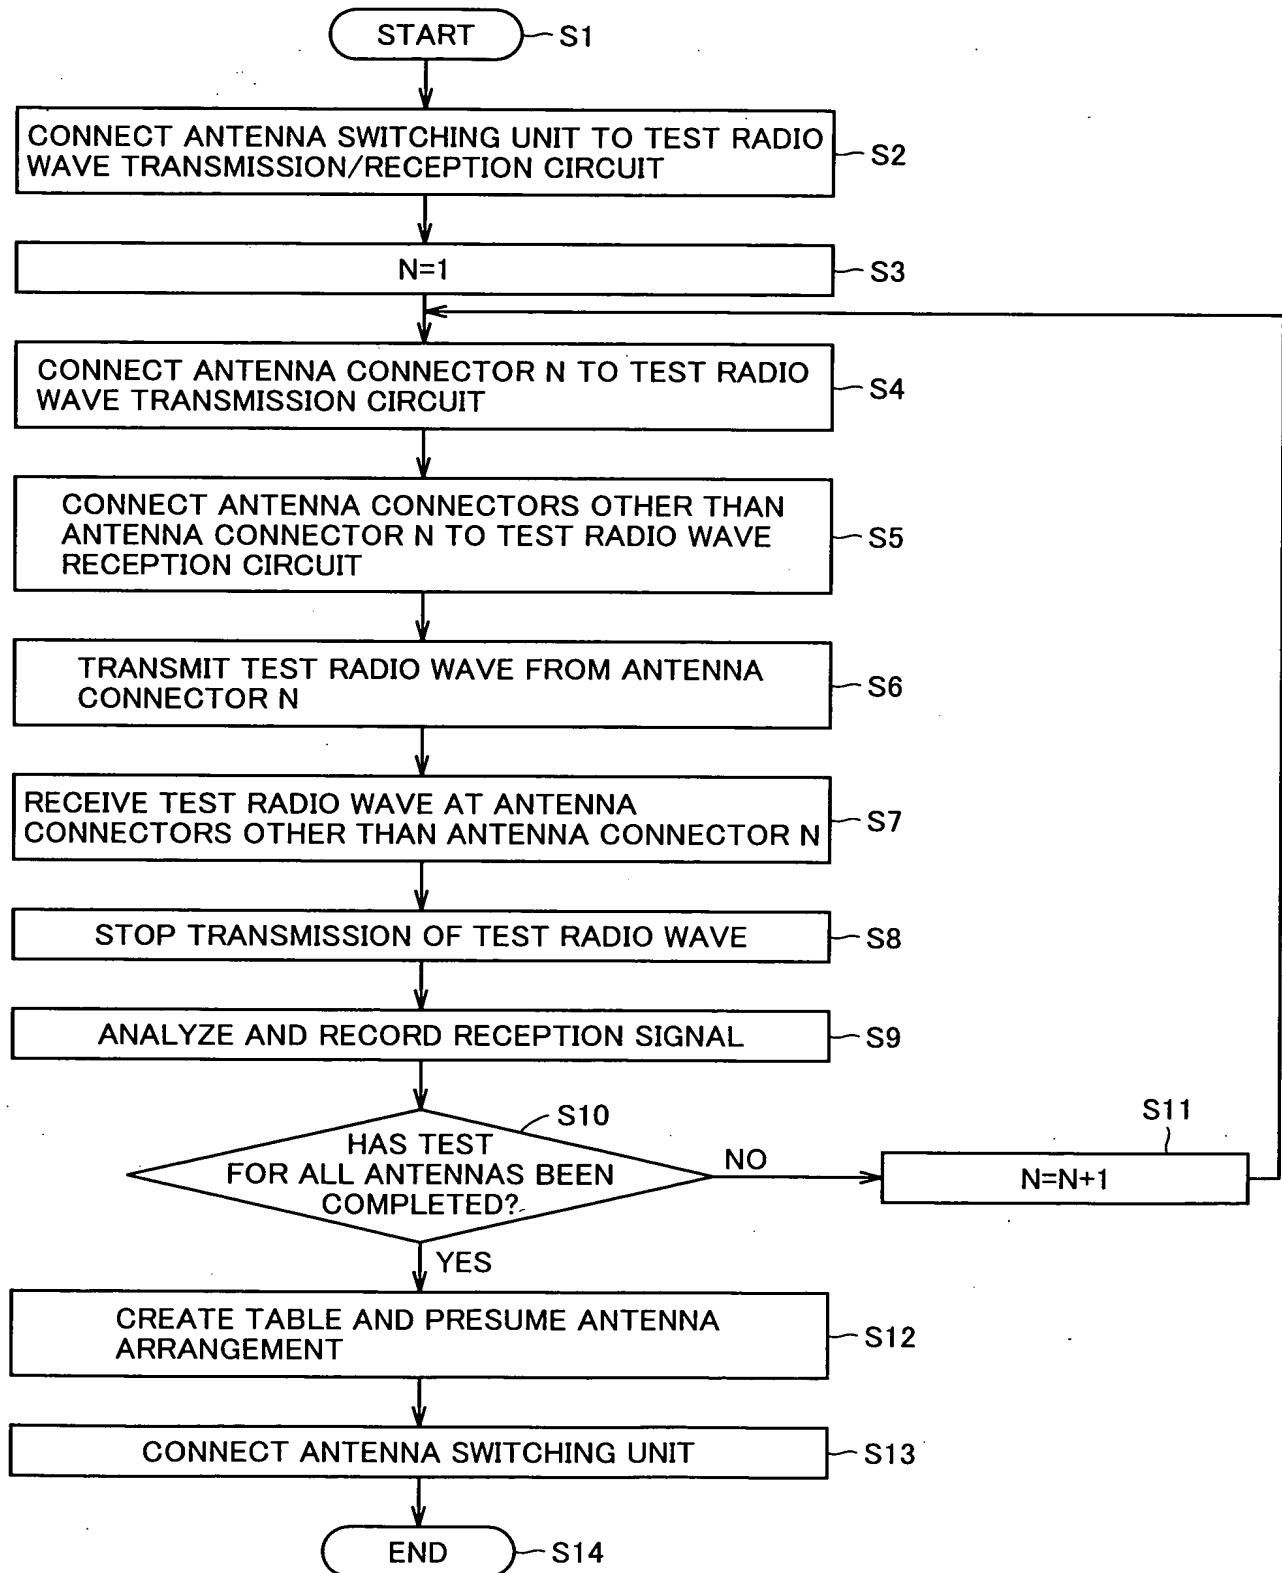 START
S1
CONNECT ANTENNA SWITCHING UNIT TO TEST RADIO
WAVE TRANSMISSION/RECEPTION CIRCUIT
S2
N=1
S3
CONNECT ANTENNA CONNECTOR N TO TEST RADIO
WAVE TRANSMISSION CIRCUIT
S4
CONNECT ANTENNA CONNECTORS OTHER THAN
ANTENNA CONNECTOR N TO TEST RADIO WAVE
RECEPTION CIRCUIT
S5
TRANSMIT TEST RADIO WAVE FROM ANTENNA
CONNECTOR N
S6
RECEIVE TEST RADIO WAVE AT ANTENNA
CONNECTORS OTHER THAN ANTENNA CONNECTOR N
S7
STOP TRANSMISSION OF TEST RADIO WAVE
S8
ANALYZE AND RECORD RECEPTION SIGNAL
S9
S10
HAS TEST
FOR ALL ANTENNAS BEEN
COMPLETED?
NO
S11
N=N+1
YES
CREATE TABLE AND PRESUME ANTENNA
ARRANGEMENT
S12
CONNECT ANTENNA SWITCHING UNIT
S13
END
S14